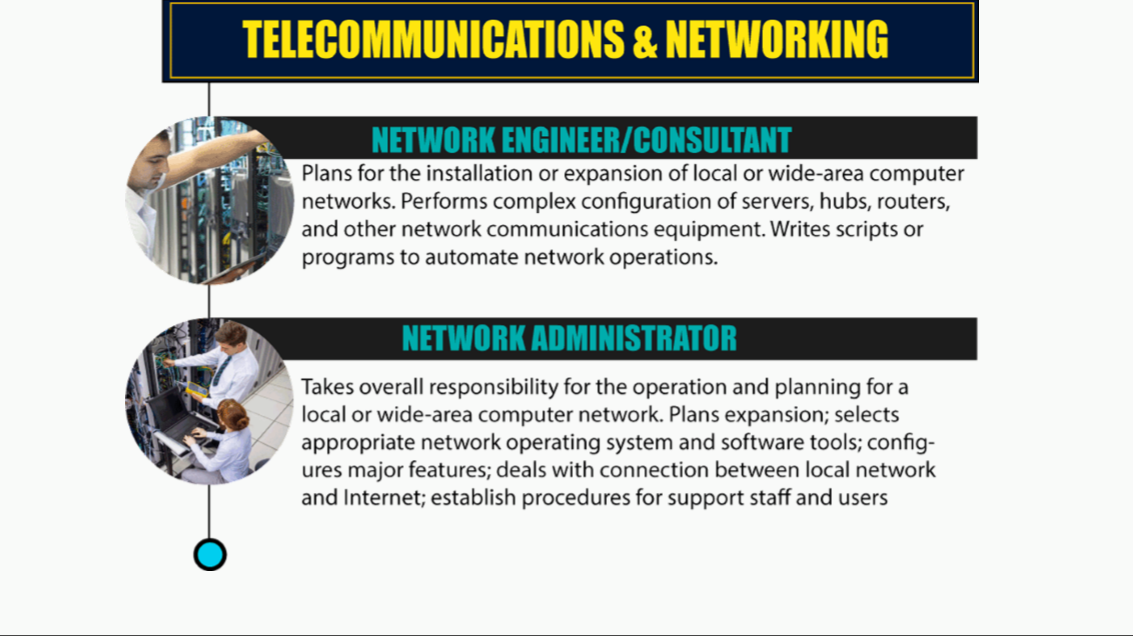 TELECOMMUNICATIONS & NETWORKING
NETWORK ENGINEER/CONSULTANT
Plans for the installation or expansion of local or wide-area computer
networks. Performs complex configuration of servers, hubs, routers,
and other network communications equipment. Writes scripts or
programs to automate network operations.
NETWORK ADMINISTRATOR
Takes overall responsibility for the operation and planning for a
local or wide-area computer network. Plans expansion; selects
appropriate network operating system and software tools; config-
ures major features; deals with connection between local network
and Internet; establish procedures for support staff and users